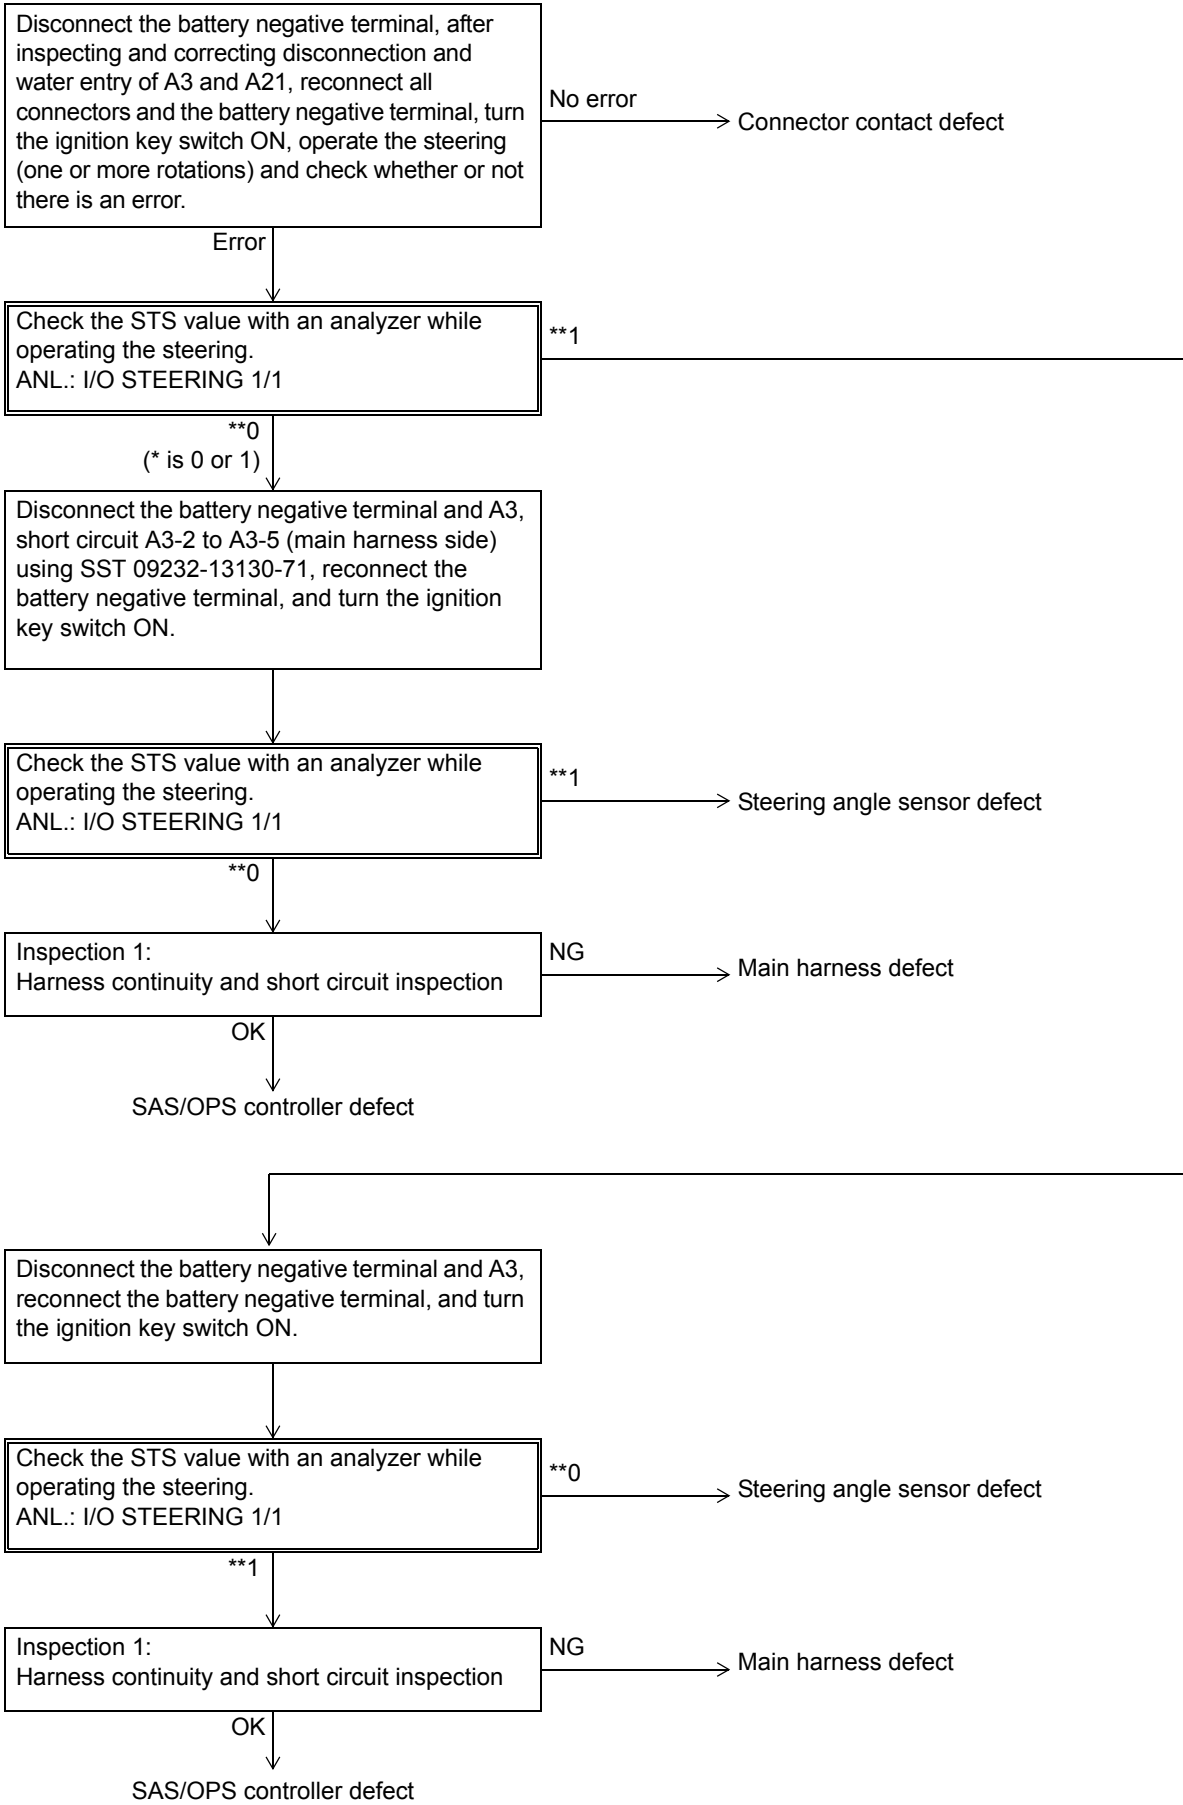 Disconnect the battery negative terminal, after
inspecting and correcting disconnection and
water entry of A3 and A21, reconnect all
connectors and the battery negative terminal, turn
the ignition key switch ON, operate the steering
(one or more rotations) and check whether or not
there is an error.
No error
Connector contact defect
Error
Check the STS value with an analyzer while
operating the steering.
ANL.: I/O STEERING 1/1
**1
**0
(* is 0 or 1)
Disconnect the battery negative terminal and A3,
short circuit A3-2 to A3-5 (main harness side)
using SST 09232-13130-71, reconnect the
battery negative terminal, and turn the ignition
key switch ON.
Check the STS value with an analyzer while
operating the steering.
ANL.: I/O STEERING 1/1
**1
Steering angle sensor defect
**0
Inspection 1:
Harness continuity and short circuit inspection
NG
Main harness defect
OK
SAS/OPS controller defect
Disconnect the battery negative terminal and A3,
reconnect the battery negative terminal, and turn
the ignition key switch ON.
Check the STS value with an analyzer while
operating the steering.
ANL.: I/O STEERING 1/1
**0
Steering angle sensor defect
**1
Inspection 1:
Harness continuity and short circuit inspection
NG
Main harness defect
OK
SAS/OPS controller defect